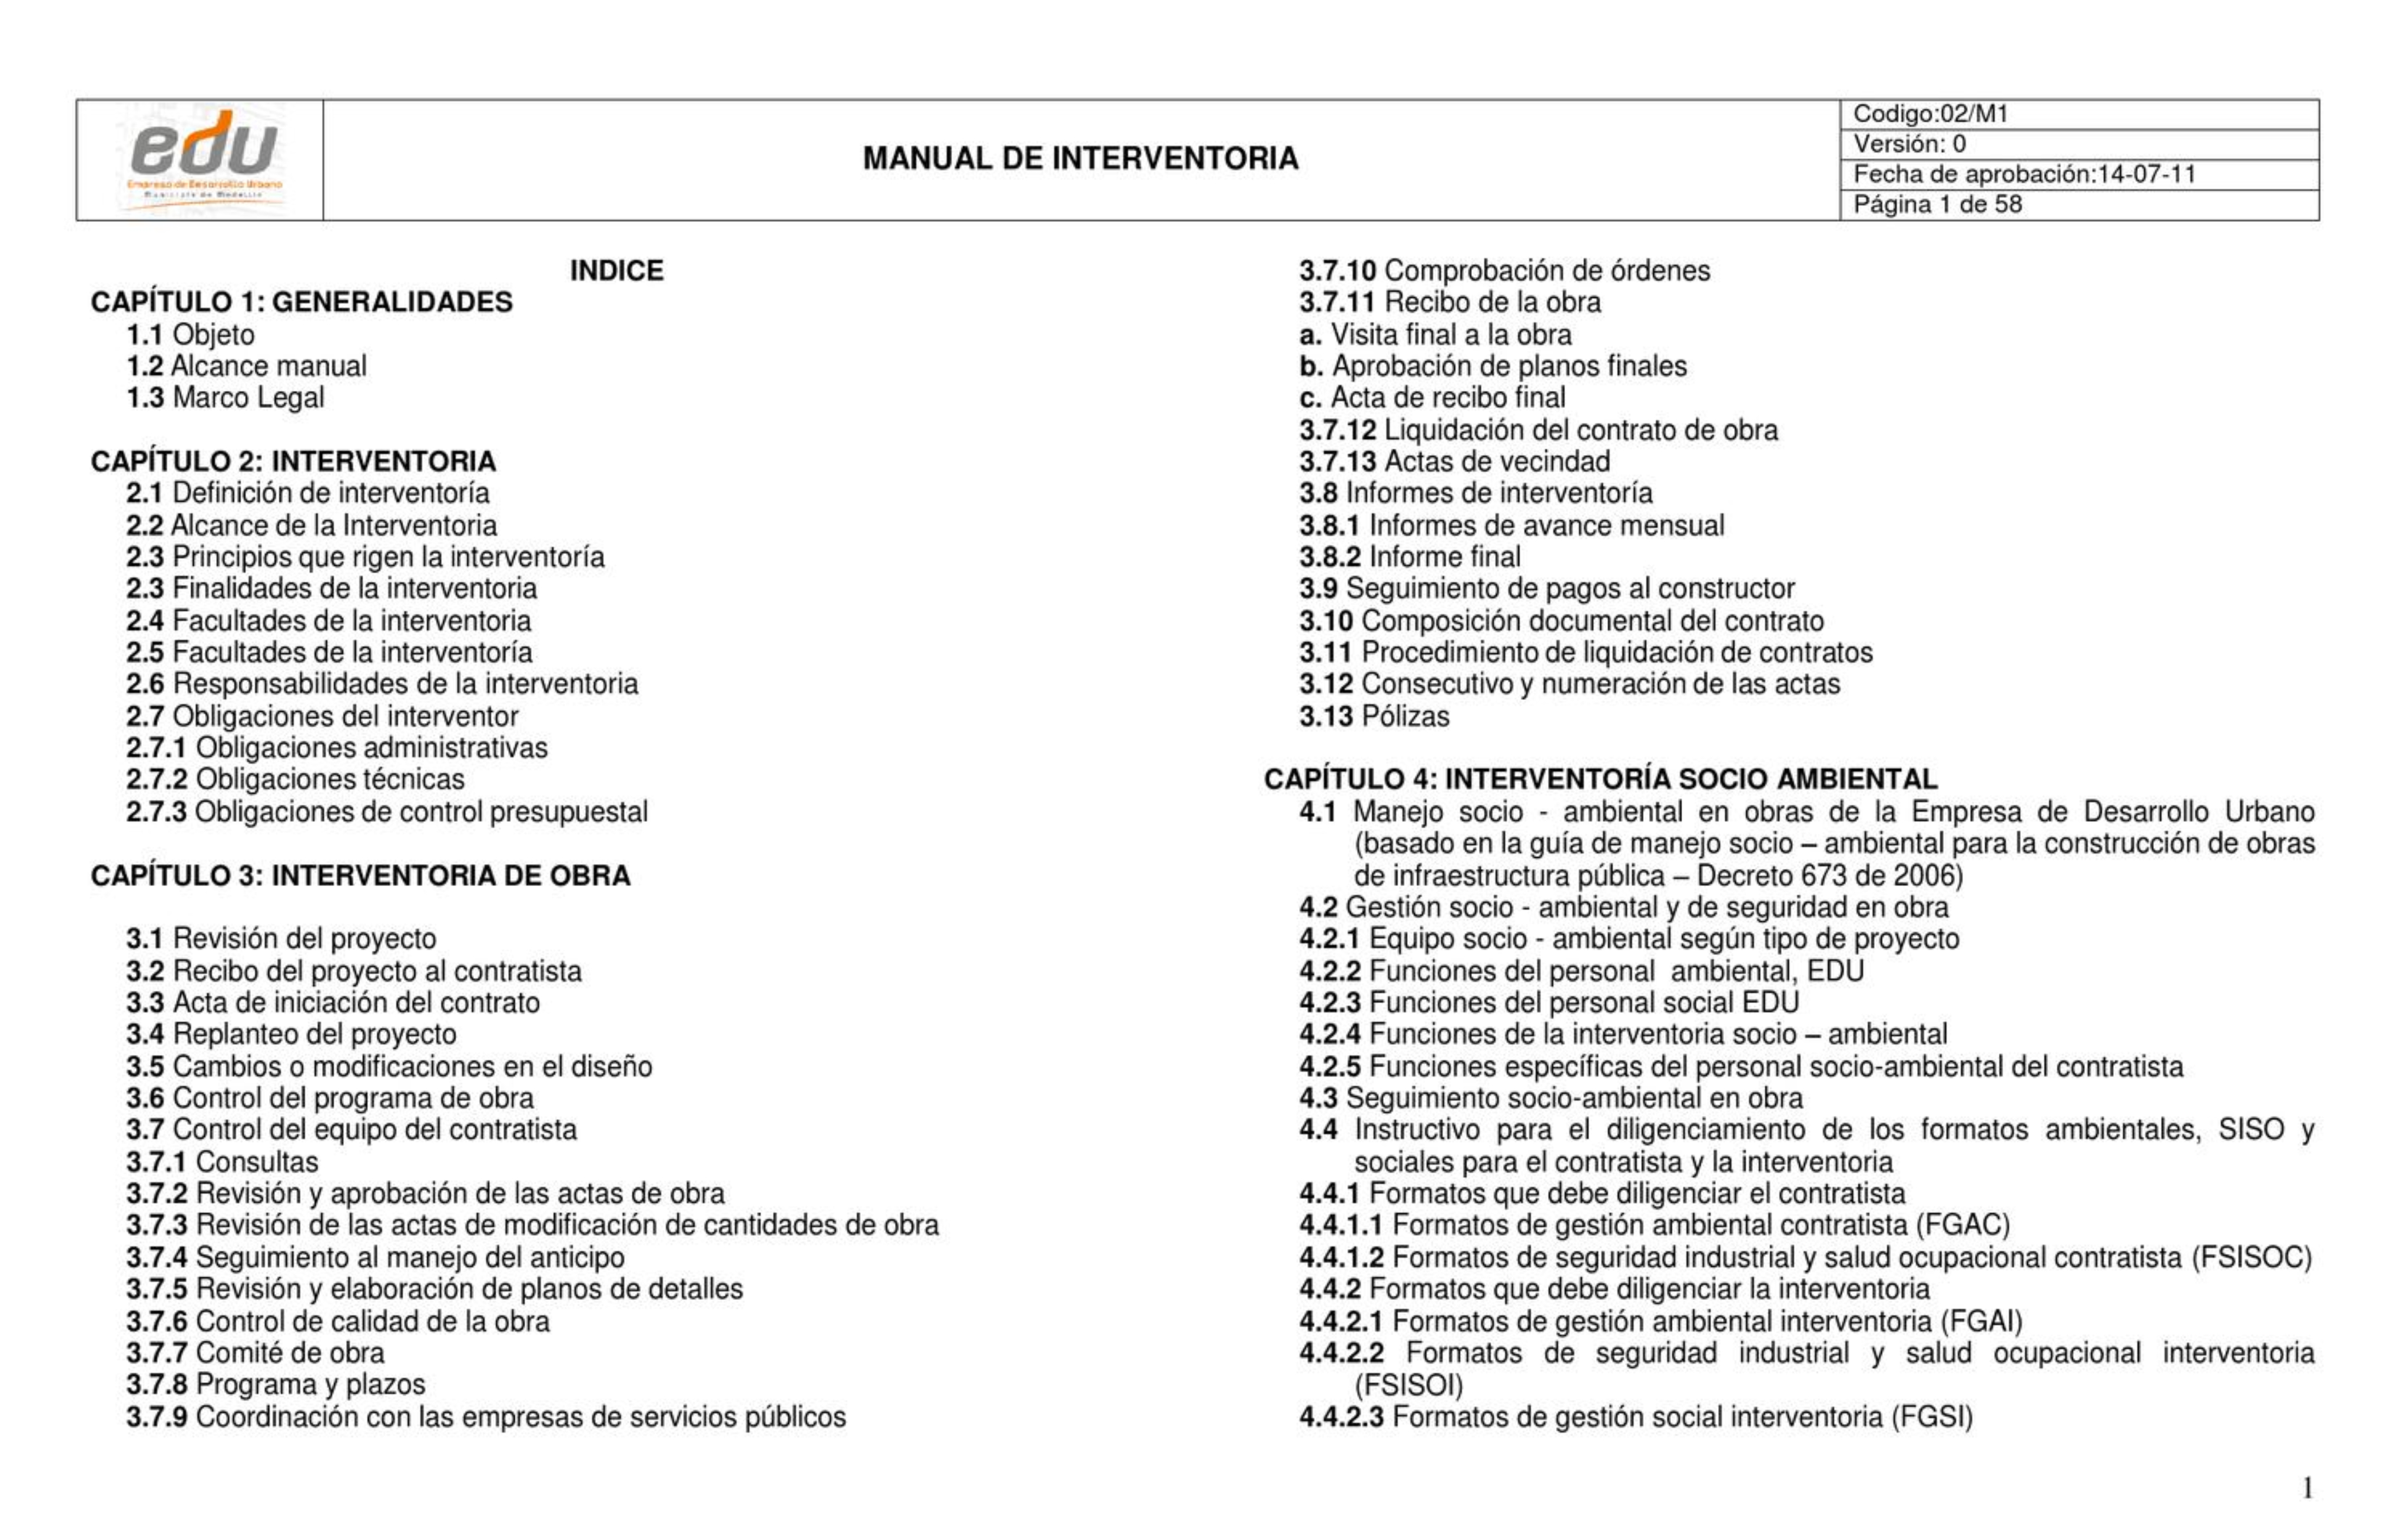 edu
Empresa de Desarrollo Urbano
Municipio de Medellín
MANUAL DE INTERVENTORIA
Codigo:02/M1
Versión: 0
Fecha de aprobación:14-07-11
Página 1 de 58
INDICE
CAPÍTULO 1: GENERALIDADES
1.1 Objeto
1.2 Alcance manual
1.3 Marco Legal
CAPÍTULO 2: INTERVENTORIA
2.1 Definición de interventoría
2.2 Alcance de la Interventoria
2.3 Principios que rigen la interventoría
2.3 Finalidades de la interventoria
2.4 Facultades de la interventoria
2.5 Facultades de la interventoría
2.6 Responsabilidades de la interventoria
2.7 Obligaciones del interventor
2.7.1 Obligaciones administrativas
2.7.2 Obligaciones técnicas
2.7.3 Obligaciones de control presupuestal
CAPÍTULO 3: INTERVENTORIA DE OBRA
3.1 Revisión del proyecto
3.2 Recibo del proyecto al contratista
3.3 Acta de iniciación del contrato
3.4 Replanteo del proyecto
3.5 Cambios o modificaciones en el diseño
3.6 Control del programa de obra
3.7 Control del equipo del contratista
3.7.1 Consultas
3.7.2 Revisión y aprobación de las actas de obra
3.7.3 Revisión de las actas de modificación de cantidades de obra
3.7.4 Seguimiento al manejo del anticipo
3.7.5 Revisión y elaboración de planos de detalles
3.7.6 Control de calidad de la obra
3.7.7 Comité de obra
3.7.8 Programa y plazos
3.7.9 Coordinación con las empresas de servicios públicos
3.7.10 Comprobación de órdenes
3.7.11 Recibo de la obra
a. Visita final a la obra
b. Aprobación de planos finales
c. Acta de recibo final
3.7.12 Liquidación del contrato de obra
3.7.13 Actas de vecindad
3.8 Informes de interventoría
3.8.1 Informes de avance mensual
3.8.2 Informe final
3.9 Seguimiento de pagos al constructor
3.10 Composición documental del contrato
3.11 Procedimiento de liquidación de contratos
3.12 Consecutivo y numeración de las actas
3.13 Pólizas
CAPÍTULO 4: INTERVENTORÍA SOCIO AMBIENTAL
4.1 Manejo socio - ambiental en obras de la Empresa de Desarrollo Urbano
(basado en la guía de manejo socio – ambiental para la construcción de obras
de infraestructura pública – Decreto 673 de 2006)
4.2 Gestión socio - ambiental y de seguridad en obra
4.2.1 Equipo socio - ambiental según tipo de proyecto
4.2.2 Funciones del personal ambiental, EDU
4.2.3 Funciones del personal social EDU
4.2.4 Funciones de la interventoria socio – ambiental
4.2.5 Funciones específicas del personal socio-ambiental del contratista
4.3 Seguimiento socio-ambiental en obra
4.4 Instructivo para el diligenciamiento de los formatos ambientales, SISO y
sociales para el contratista y la interventoria
4.4.1 Formatos que debe diligenciar el contratista
4.4.1.1 Formatos de gestión ambiental contratista (FGAC)
4.4.1.2 Formatos de seguridad industrial y salud ocupacional contratista (FSISOC)
4.4.2 Formatos que debe diligenciar la interventoria
4.4.2.1 Formatos de gestión ambiental interventoria (FGAI)
4.4.2.2 Formatos de seguridad industrial y salud ocupacional interventoria
(FSISOI)
4.4.2.3 Formatos de gestión social interventoria (FGSI)
1